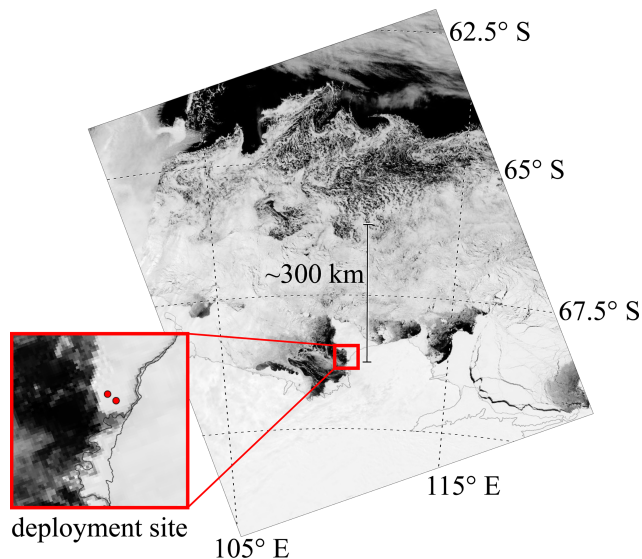 62.5° S
65° S
~300 km
67.5° S
115° E
deployment site
105° E